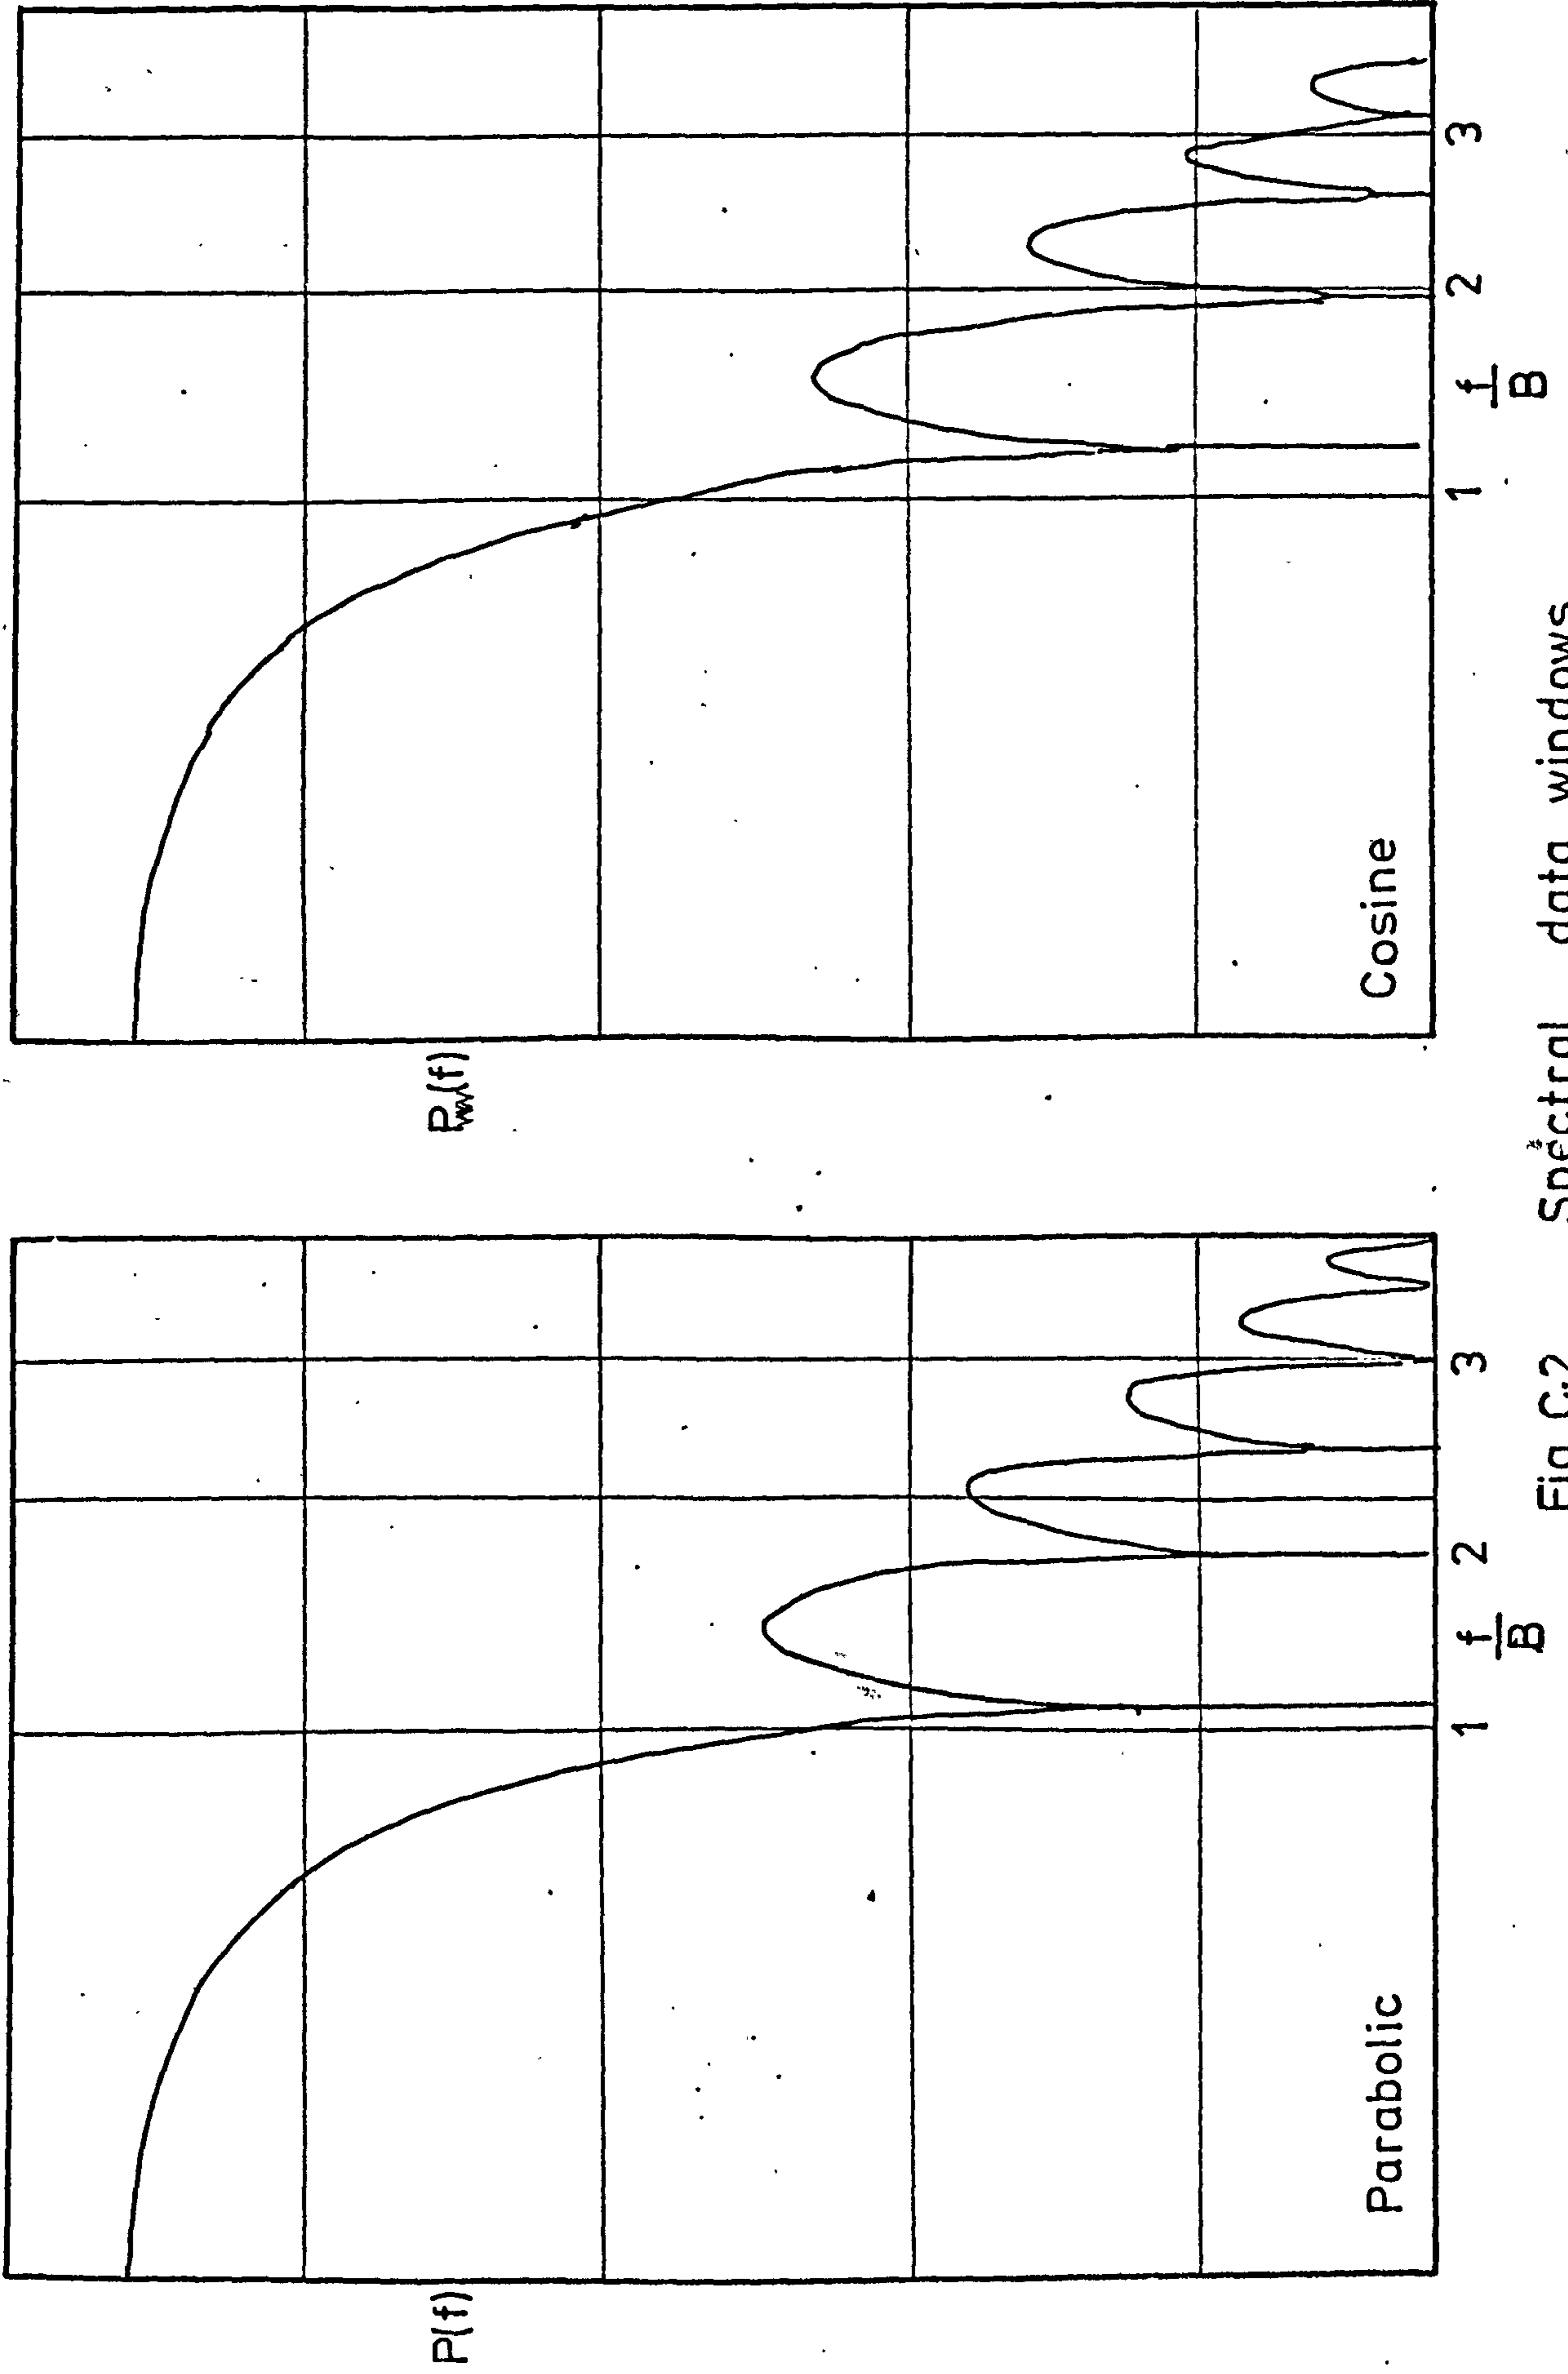 P(f)
Parabolic
1
2
3
f
B
P_W(f)
Cosine
1
2
3
f
B
Fig C.2 Spectral data windows